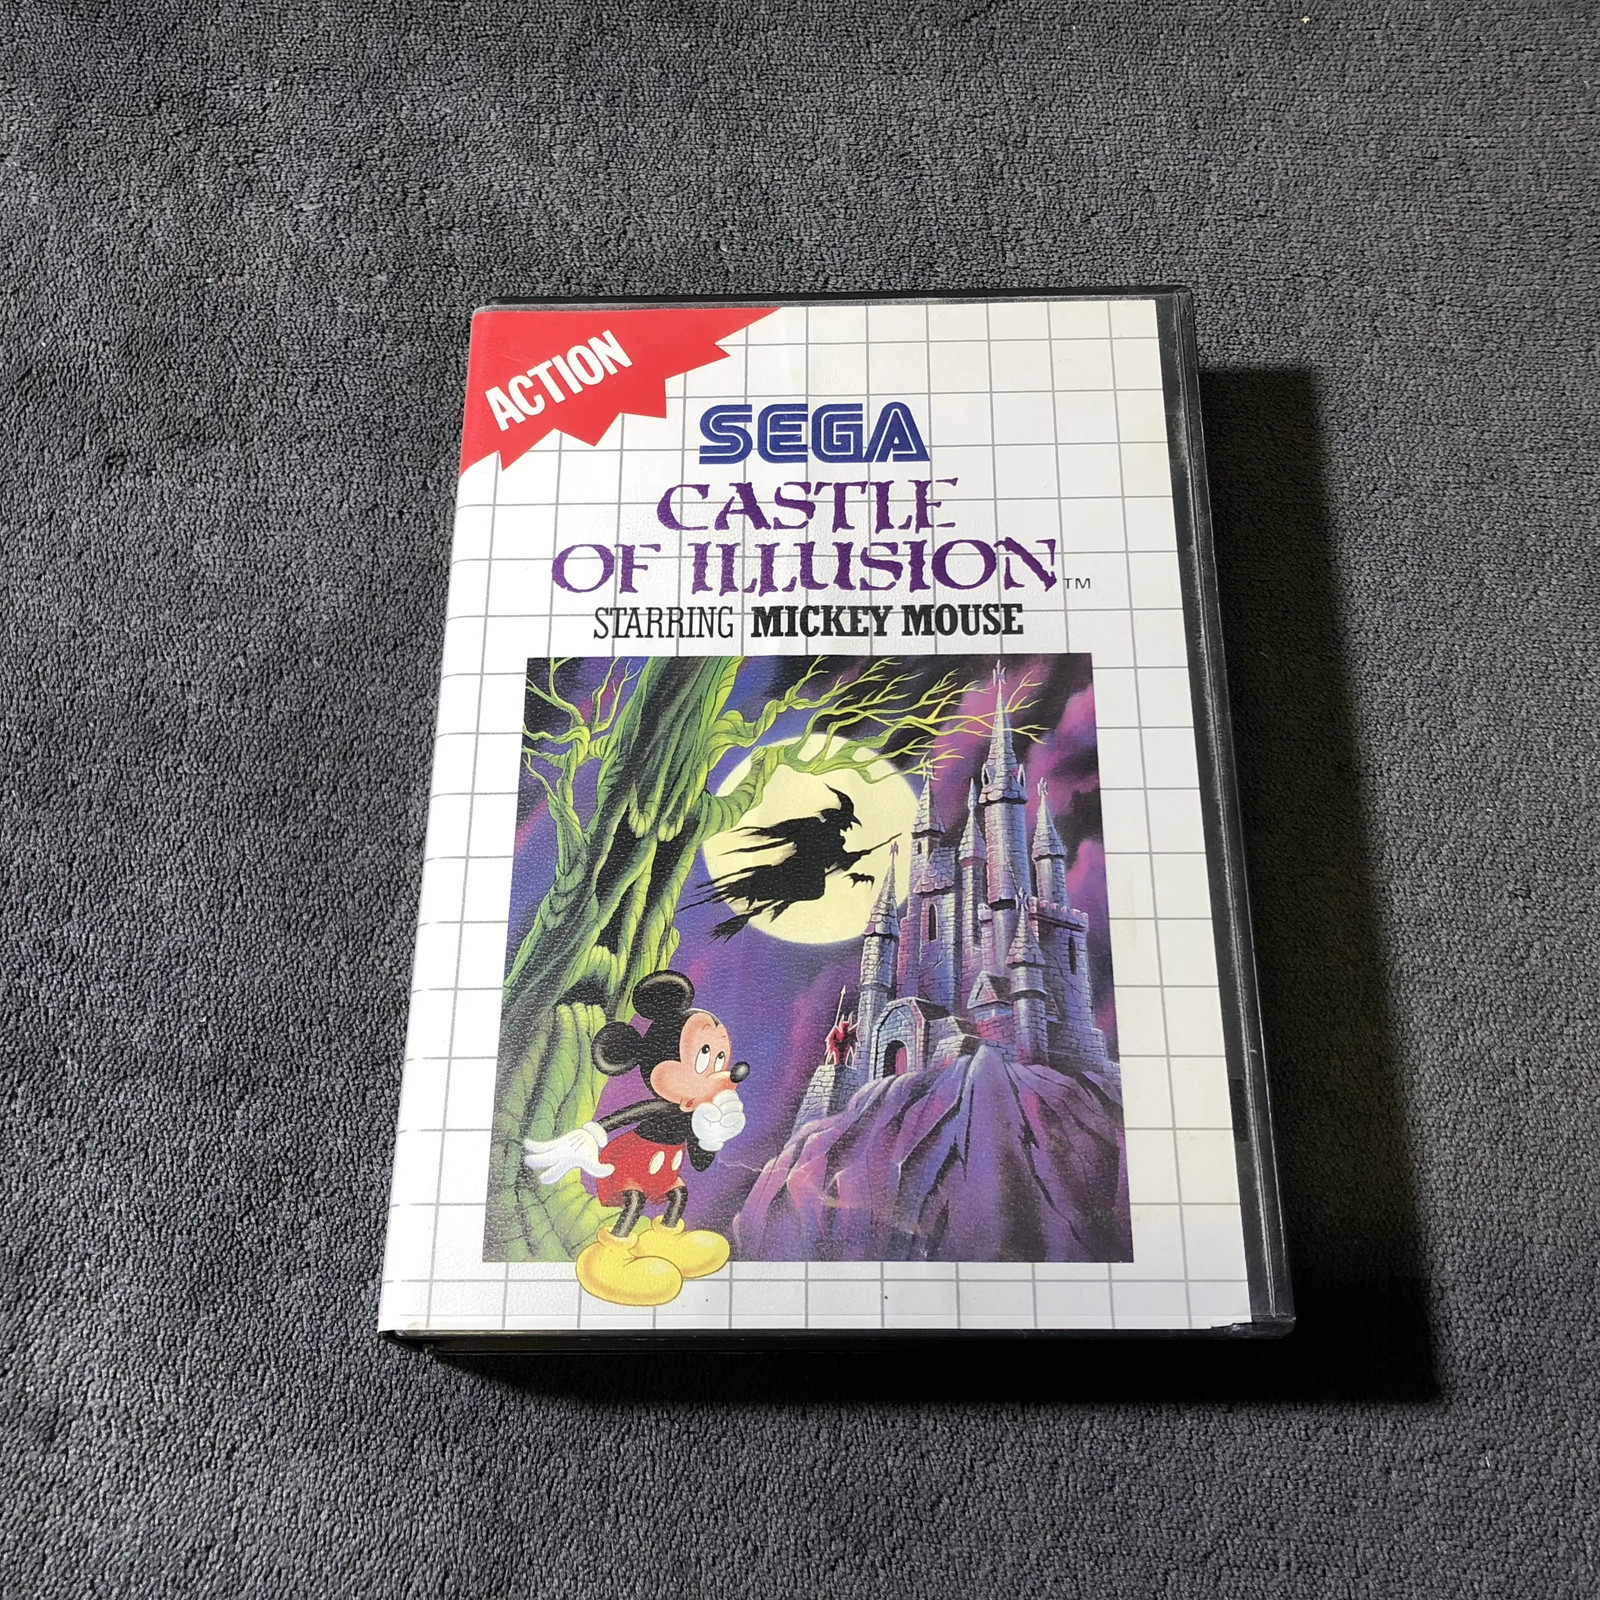 ACTION
SEGA
CASTLE
OF ILLUSION™
STARRING MICKEY MOUSE